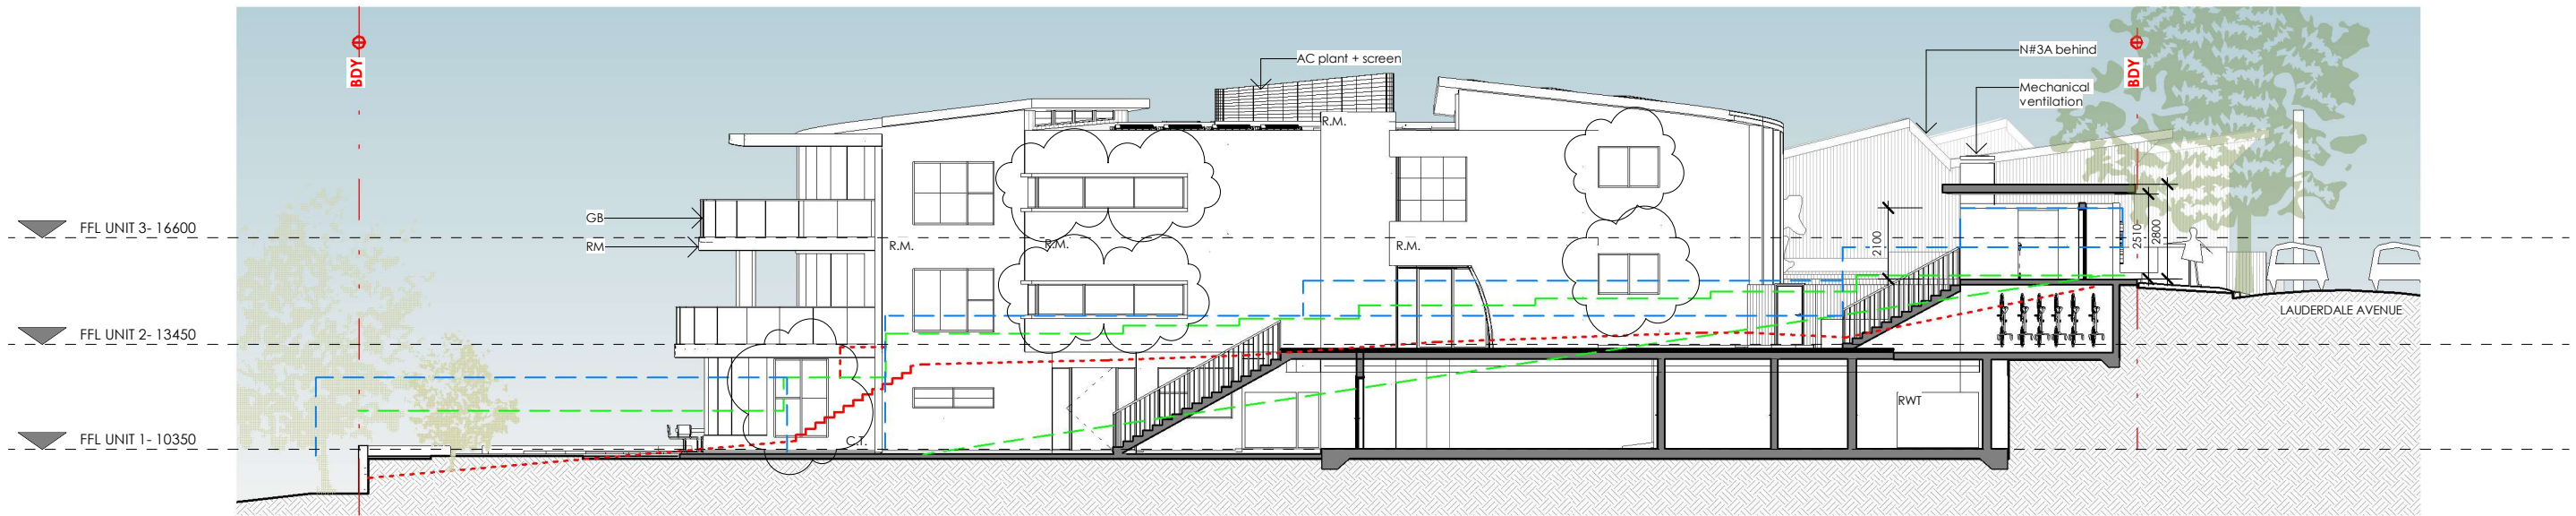 BDY
BDY
AC plant + screen
N#3A behind
Mechanical
ventilation
R.M.
GB
FFL UNIT 3- 16600
RM
R.M.
R.M.
R.M.
2100
2510
2800
LAUDERDALE AVENUE
FFL UNIT 2- 13450
RWT
FFL UNIT 1- 10350
C.T.